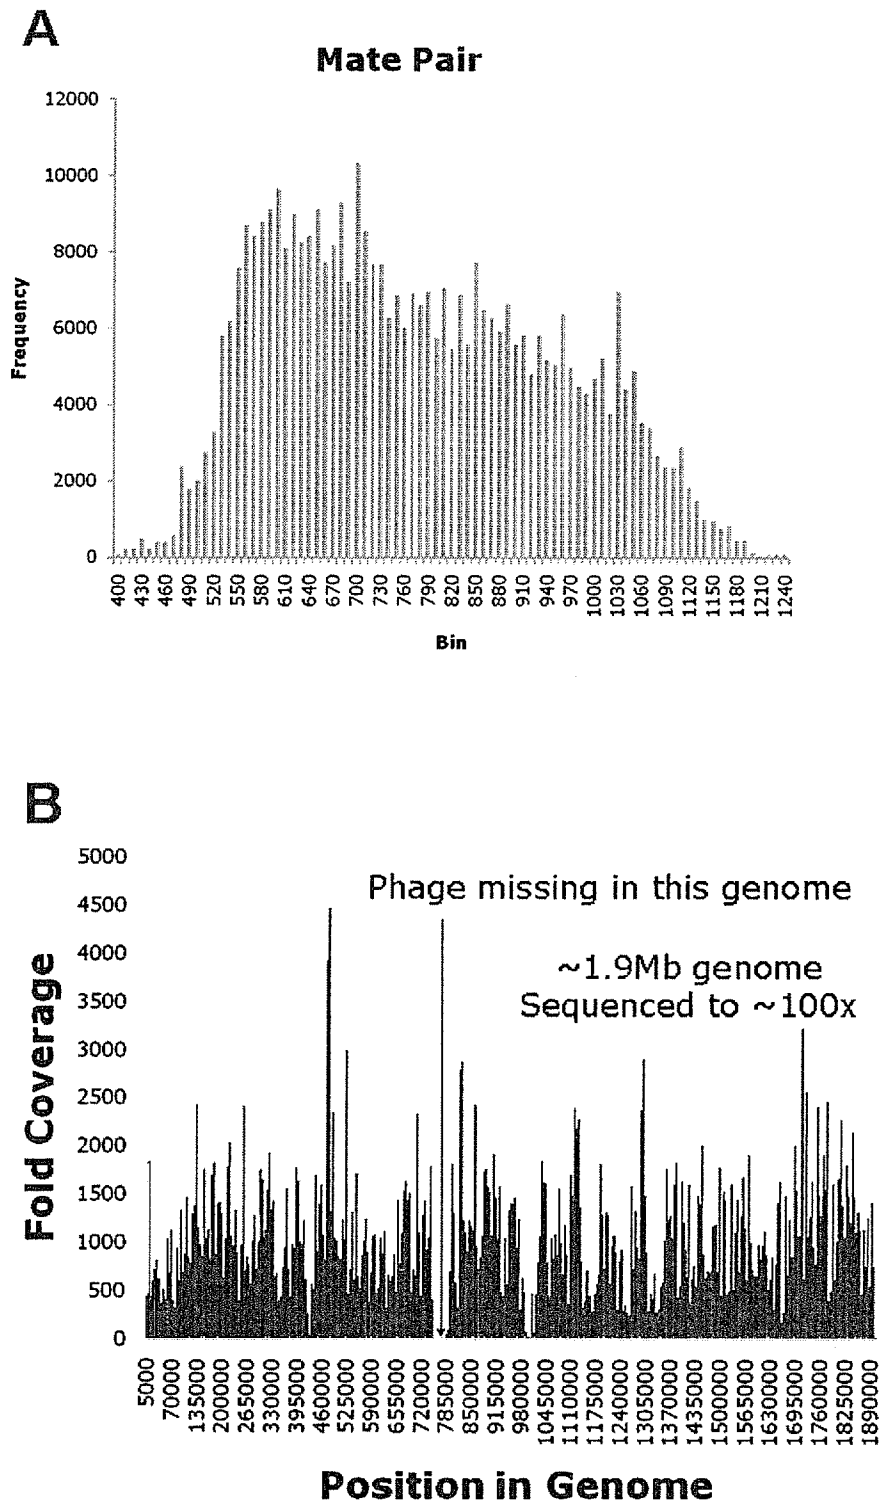 A
Mate Pair
12000
10000
8000
6000
4000
2000
0
Frequency
400 430 460 490 520 550 580 610 640 670 700 730 760 790 820 850 880 910 940 970 1000 1030 1060 1090 1120 1150 1180 1210 1240
Bin
B
5000
4500
4000
3500
3000
2500
2000
1500
1000
500
0
Fold Coverage
Phage missing in this genome
~1.9Mb genome
Sequenced to ~100x
5000 70000 135000 200000 265000 330000 395000 460000 525000 590000 655000 720000 785000 850000 915000 980000 1045000 1110000 1175000 1240000 1305000 1370000 1435000 1500000 1565000 1630000 1695000 1760000 1825000 1890000
Position in Genome